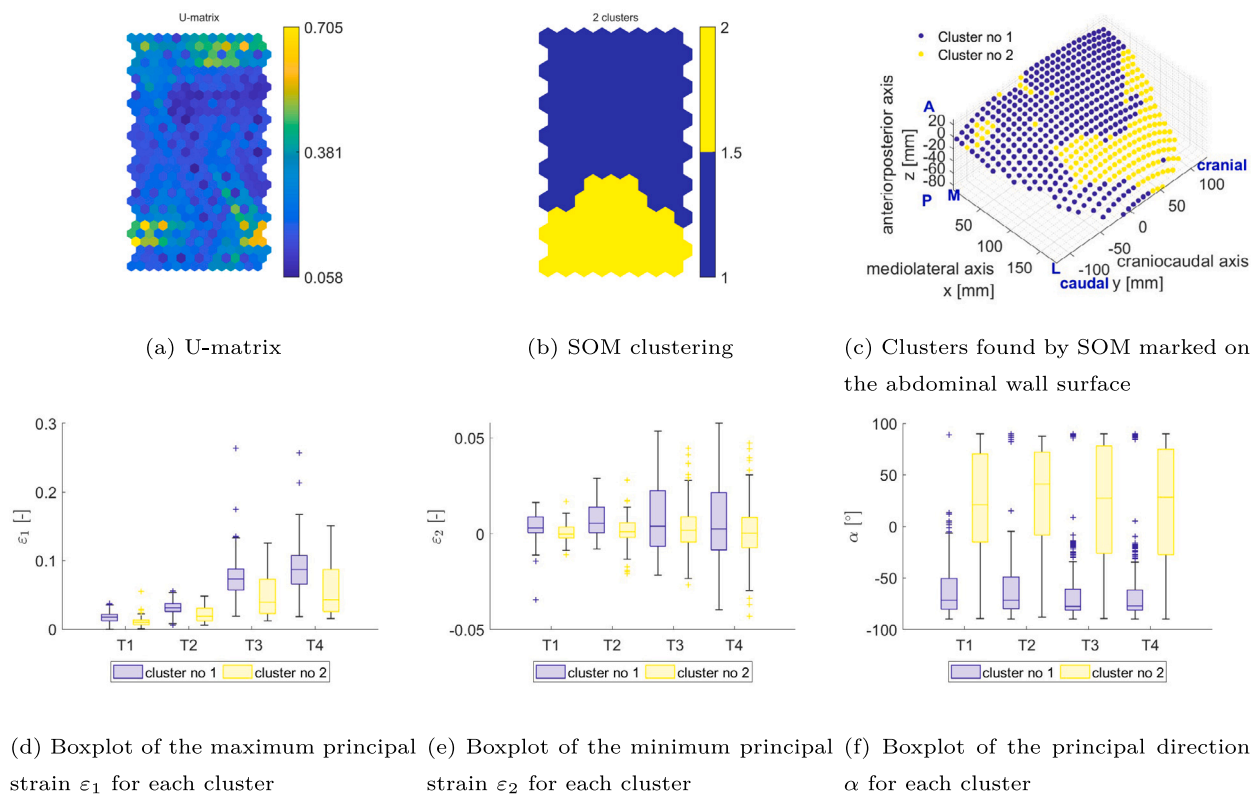 U-matrix
0.705
0.381
0.058
2 clusters
2
1.5
1
Cluster no 1
Cluster no 2
A
P
M
L
cranial
caudal
anteriorposterior axis
z [mm]
20
0
-20
-40
-60
-80
50
100
150
mediolateral axis
x [mm]
100
50
0
-50
-100
craniocaudal axis
y [mm]
(a) U-matrix
(b) SOM clustering
(c) Clusters found by SOM marked on
the abdominal wall surface
0.3
0.2
0.1
0
ε1 [-]
T1 T2 T3 T4
cluster no 1 cluster no 2
0.05
0
-0.05
ε2 [-]
T1 T2 T3 T4
cluster no 1 cluster no 2
100
50
0
-50
-100
α [°]
T1 T2 T3 T4
cluster no 1 cluster no 2
(d) Boxplot of the maximum principal
strain ε1 for each cluster
(e) Boxplot of the minimum principal
strain ε2 for each cluster
(f) Boxplot of the principal direction
α for each cluster